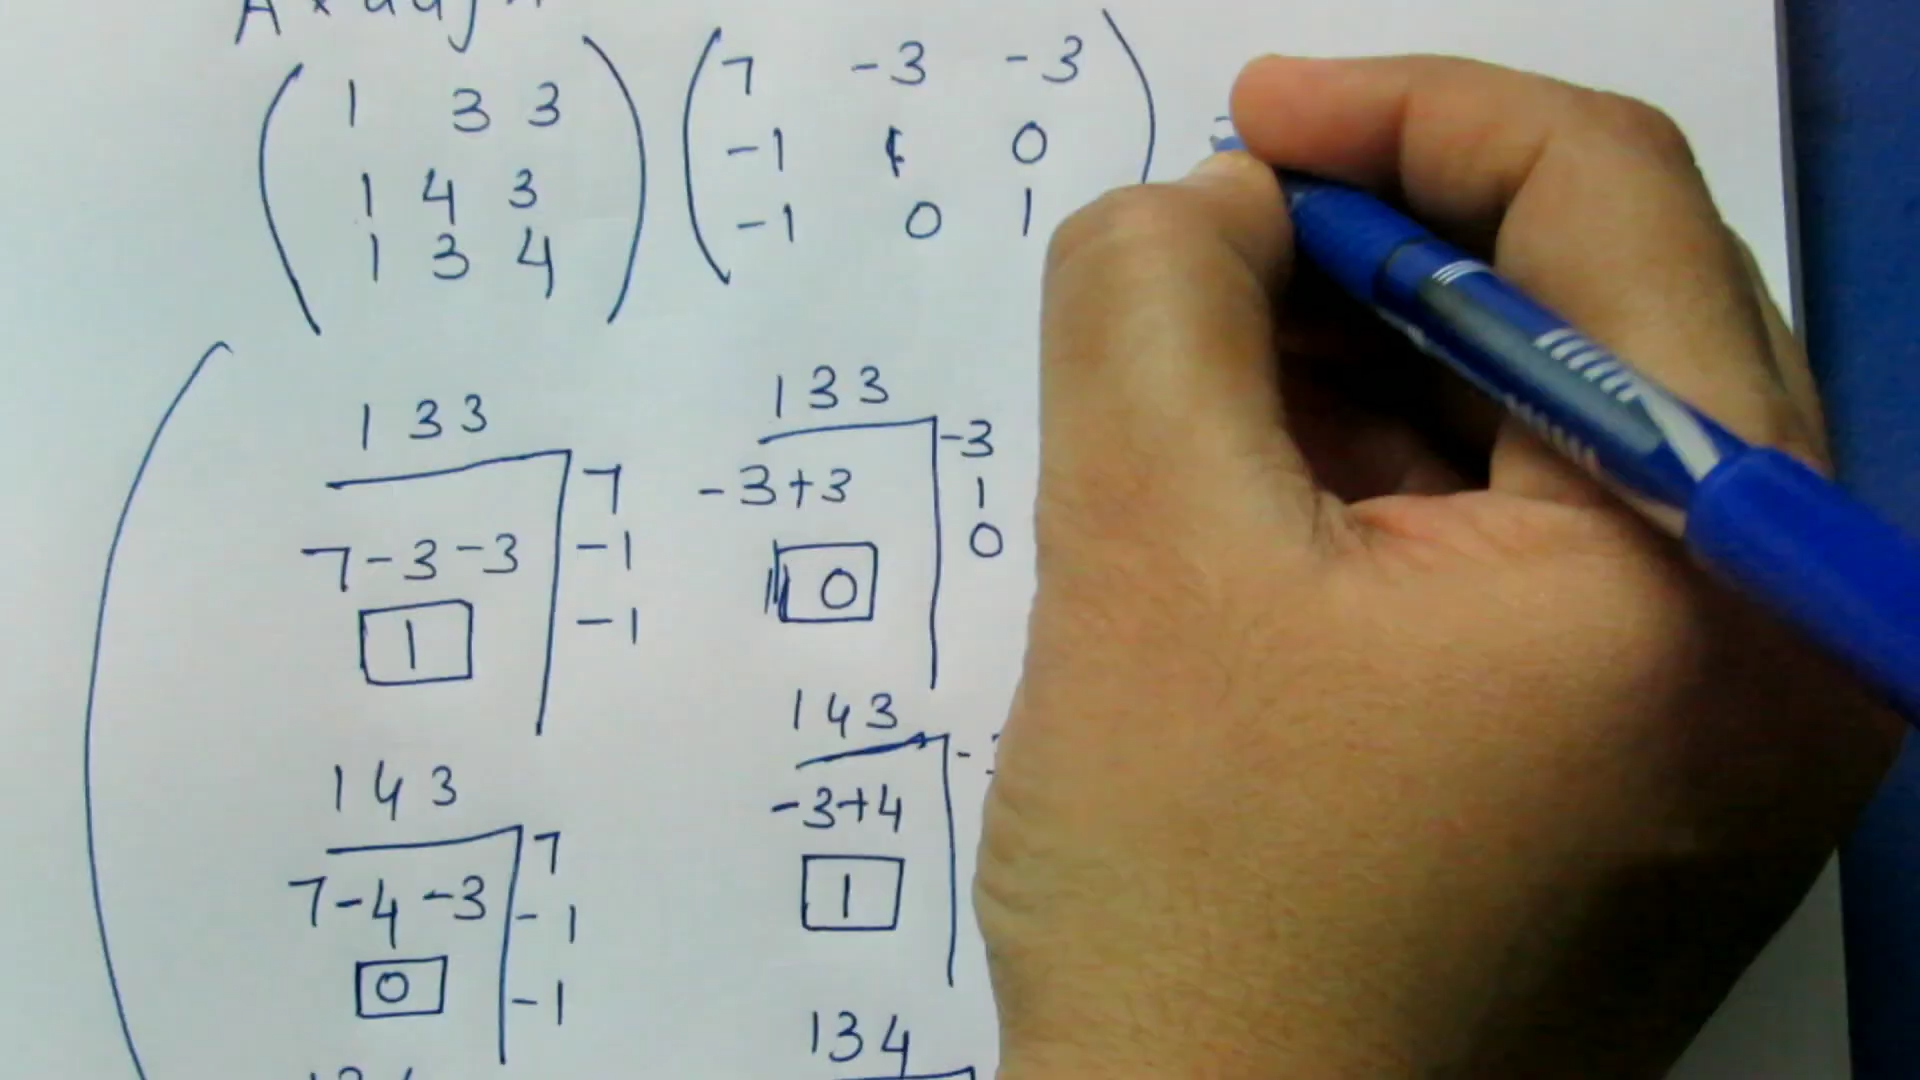 A × adj A
1 3 3   7 -3 -3
1 4 3   -1 1 0
1 3 4   -1 0 1
1 3 3   1 3 3
7 -3 -3   7 -1 -1   -3+3   -3 1 0
1   0
1 4 3   1 4 3
7 -4 -3   7 -1 -1   -3+4
0   1
1 3 4